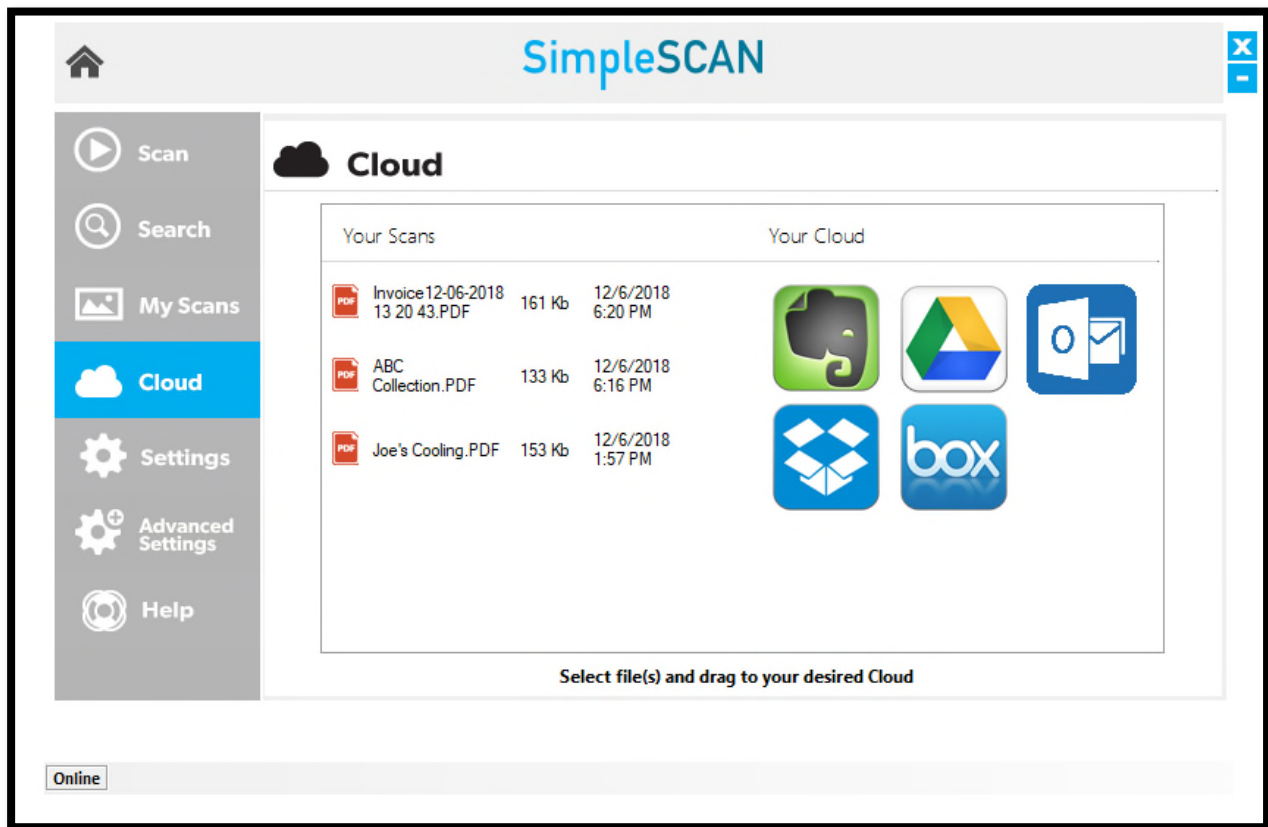 SimpleSCAN
X
-
Scan
Search
My Scans
Cloud
Settings
Advanced
Settings
Help
Cloud
Your Scans
Your Cloud
PDF
Invoice12-06-2018
13 20 43.PDF
161 Kb
12/6/2018
6:20 PM
PDF
ABC
Collection.PDF
133 Kb
12/6/2018
6:16 PM
PDF
Joe's Cooling.PDF
153 Kb
12/6/2018
1:57 PM
O
box
Select file(s) and drag to your desired Cloud
Online